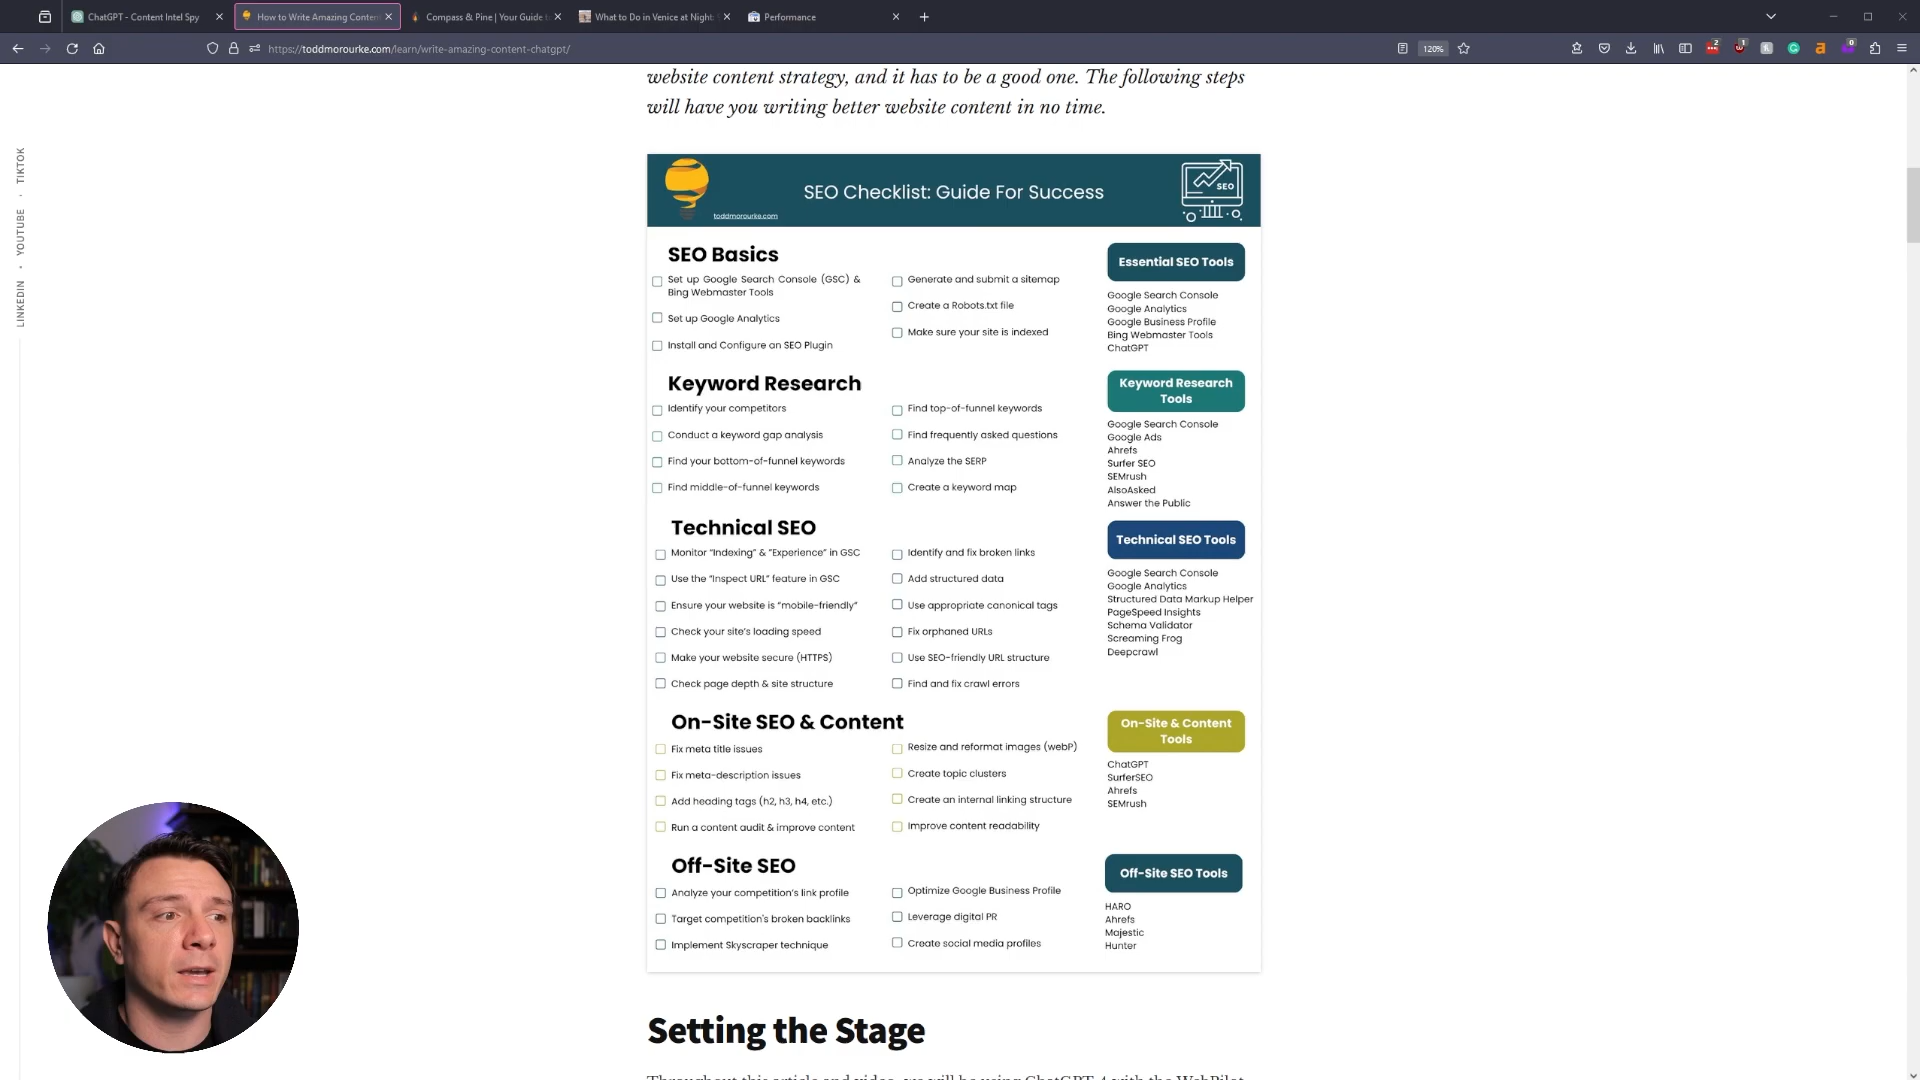 ChatGPT - Content Intel Spy
How to Write Amazing Conten
Compass & Pine | Your Guide t
What to Do in Venice at Night:
Performance
https://toddmorourke.com/learn/write-amazing-content-chatgpt/
120%
2
1
0
TIKTOK
YOUTUBE
LINKEDIN
website content strategy, and it has to be a good one. The following steps
will have you writing better website content in no time.
SEO Checklist: Guide For Success
toddmorourke.com
SEO
SEO Basics
Set up Google Search Console (GSC) &
Bing Webmaster Tools
Set up Google Analytics
Install and Configure an SEO Plugin
Generate and submit a sitemap
Create a Robots.txt file
Make sure your site is indexed
Essential SEO Tools
Google Search Console
Google Analytics
Google Business Profile
Bing Webmaster Tools
ChatGPT
Keyword Research
Identify your competitors
Conduct a keyword gap analysis
Find your bottom-of-funnel keywords
Find middle-of-funnel keywords
Find top-of-funnel keywords
Find frequently asked questions
Analyze the SERP
Create a keyword map
Keyword Research
Tools
Google Search Console
Google Ads
Ahrefs
Surfer SEO
SEMrush
AlsoAsked
Answer the Public
Technical SEO
Monitor “Indexing” & “Experience” in GSC
Use the “Inspect URL” feature in GSC
Ensure your website is “mobile-friendly”
Check your site’s loading speed
Make your website secure (HTTPS)
Check page depth & site structure
Identify and fix broken links
Add structured data
Use appropriate canonical tags
Fix orphaned URLs
Use SEO-friendly URL structure
Find and fix crawl errors
Technical SEO Tools
Google Search Console
Google Analytics
Structured Data Markup Helper
PageSpeed Insights
Schema Validator
Screaming Frog
Deepcrawl
On-Site SEO & Content
Fix meta title issues
Fix meta-description issues
Add heading tags (h2, h3, h4, etc.)
Run a content audit & improve content
Resize and reformat images (webP)
Create topic clusters
Create an internal linking structure
Improve content readability
On-Site & Content
Tools
ChatGPT
SurferSEO
Ahrefs
SEMrush
Off-Site SEO
Analyze your competition's link profile
Target competition's broken backlinks
Implement Skyscraper technique
Optimize Google Business Profile
Leverage digital PR
Create social media profiles
Off-Site SEO Tools
HARO
Ahrefs
Majestic
Hunter
Setting the Stage
Throughout this article and video, we will be using ChatGPT-4 with the WebPilot